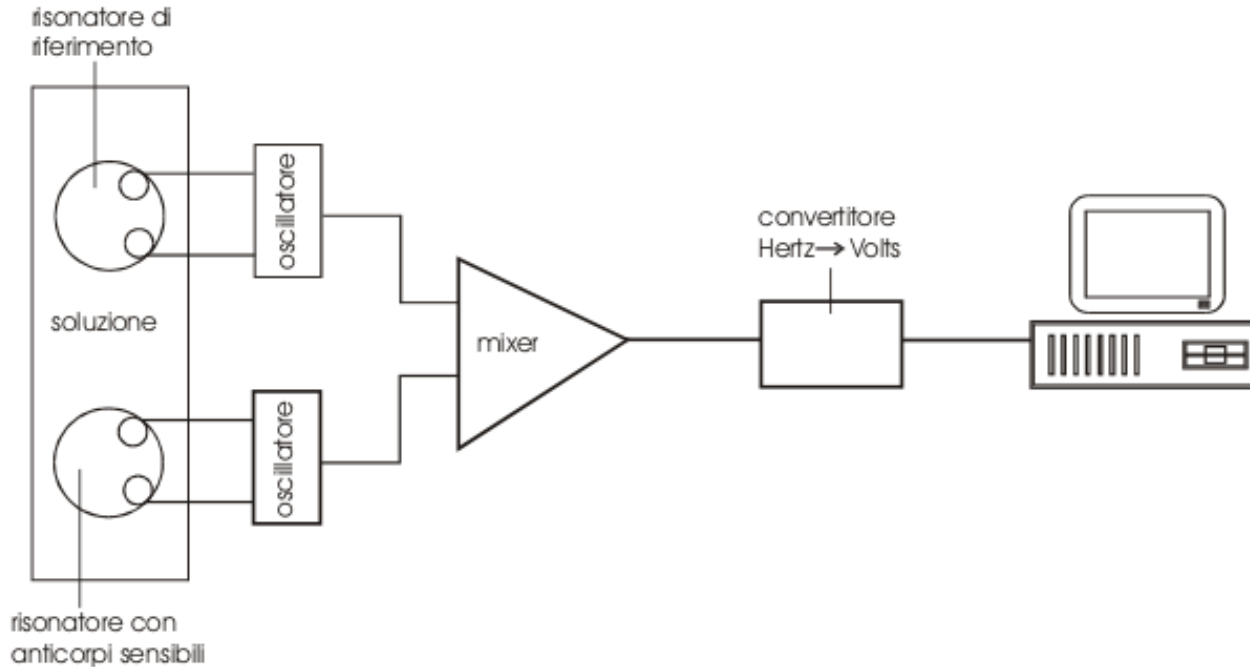 risonatore di
riferimento
oscillatore
soluzione
mixer
convertitore
Hertz→ Volts
oscillatore
risonatore con
anticorpi sensibili